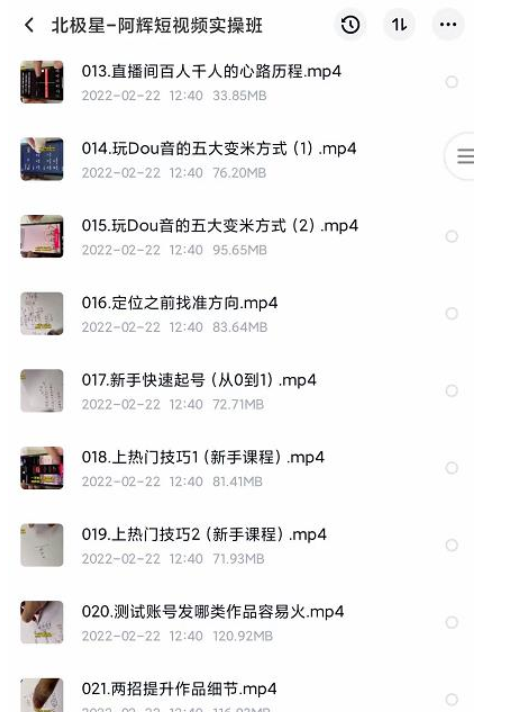 北极星-阿辉短视频实操班
013.直播间百人千人的心路历程.mp4
2022-02-22 12:40 33.85MB
014.玩Dou音的五大变米方式（1）.mp4
2022-02-22 12:40 76.20MB
015.玩Dou音的五大变米方式（2）.mp4
2022-02-22 12:40 95.65MB
016.定位之前找准方向.mp4
2022-02-22 12:40 83.64MB
017.新手快速起号（从0到1）.mp4
2022-02-22 12:40 72.71MB
018.上热门技巧1（新手课程）.mp4
2022-02-22 12:40 81.41MB
019.上热门技巧2（新手课程）.mp4
2022-02-22 12:40 71.93MB
020.测试账号发哪类作品容易火.mp4
2022-02-22 12:40 120.92MB
021.两招提升作品细节.mp4